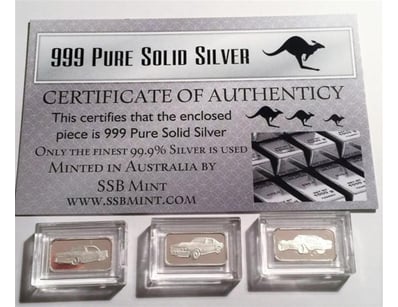 999 PURE SOLID SILVER
CERTIFICATE OF AUTHENTICY
This certifies that the enclosed
piece is 999 Pure Solid Silver
ONLY THE FINEST 99.9% SILVER IS USED
MINTED IN AUSTRALIA BY
SSB MINT
WWW.SSBMINT.COM